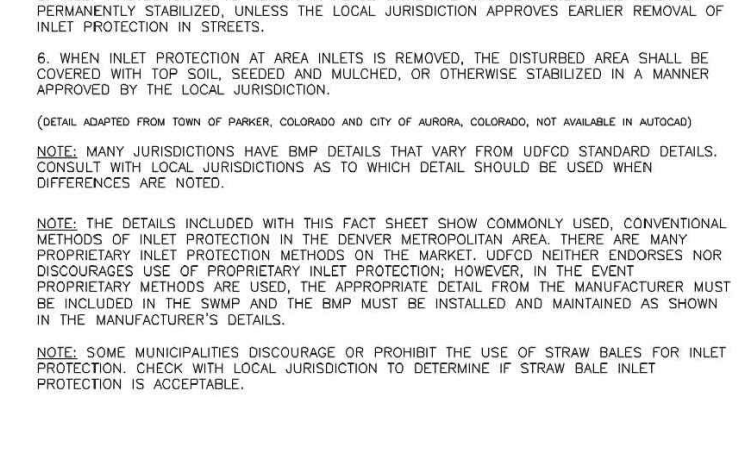 PERMANENTLY STABILIZED, UNLESS THE LOCAL JURISDICTION APPROVES EARLIER REMOVAL OF
INLET PROTECTION IN STREETS.
6. WHEN INLET PROTECTION AT AREA INLETS IS REMOVED, THE DISTURBED AREA SHALL BE
COVERED WITH TOP SOIL, SEEDED AND MULCHED, OR OTHERWISE STABILIZED IN A MANNER
APPROVED BY THE LOCAL JURISDICTION.
(DETAIL ADAPTED FROM TOWN OF PARKER, COLORADO AND CITY OF AURORA, COLORADO, NOT AVAILABLE IN AUTOCAD)
NOTE: MANY JURISDICTIONS HAVE BMP DETAILS THAT VARY FROM UDFCD STANDARD DETAILS.
CONSULT WITH LOCAL JURISDICTIONS AS TO WHICH DETAIL SHOULD BE USED WHEN
DIFFERENCES ARE NOTED.
NOTE: THE DETAILS INCLUDED WITH THIS FACT SHEET SHOW COMMONLY USED, CONVENTIONAL
METHODS OF INLET PROTECTION IN THE DENVER METROPOLITAN AREA. THERE ARE MANY
PROPRIETARY INLET PROTECTION METHODS ON THE MARKET. UDFCD NEITHER ENDORSES NOR
DISCOURAGES USE OF PROPRIETARY INLET PROTECTION; HOWEVER, IN THE EVENT
PROPRIETARY METHODS ARE USED, THE APPROPRIATE DETAIL FROM THE MANUFACTURER MUST
BE INCLUDED IN THE SWMP AND THE BMP MUST BE INSTALLED AND MAINTAINED AS SHOWN
IN THE MANUFACTURER'S DETAILS.
NOTE: SOME MUNICIPALITIES DISCOURAGE OR PROHIBIT THE USE OF STRAW BALES FOR INLET
PROTECTION. CHECK WITH LOCAL JURISDICTION TO DETERMINE IF STRAW BALE INLET
PROTECTION IS ACCEPTABLE.